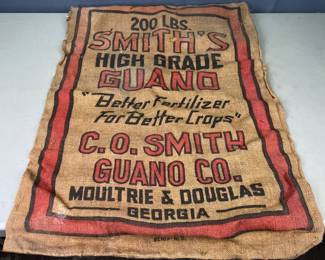 200 LBS.
SMITH'S
HIGH GRADE
GUANO
"Better Fertilizer
For Better Crops"
C.O. SMITH
GUANO CO.
MOULTRIE & DOUGLAS
GEORGIA